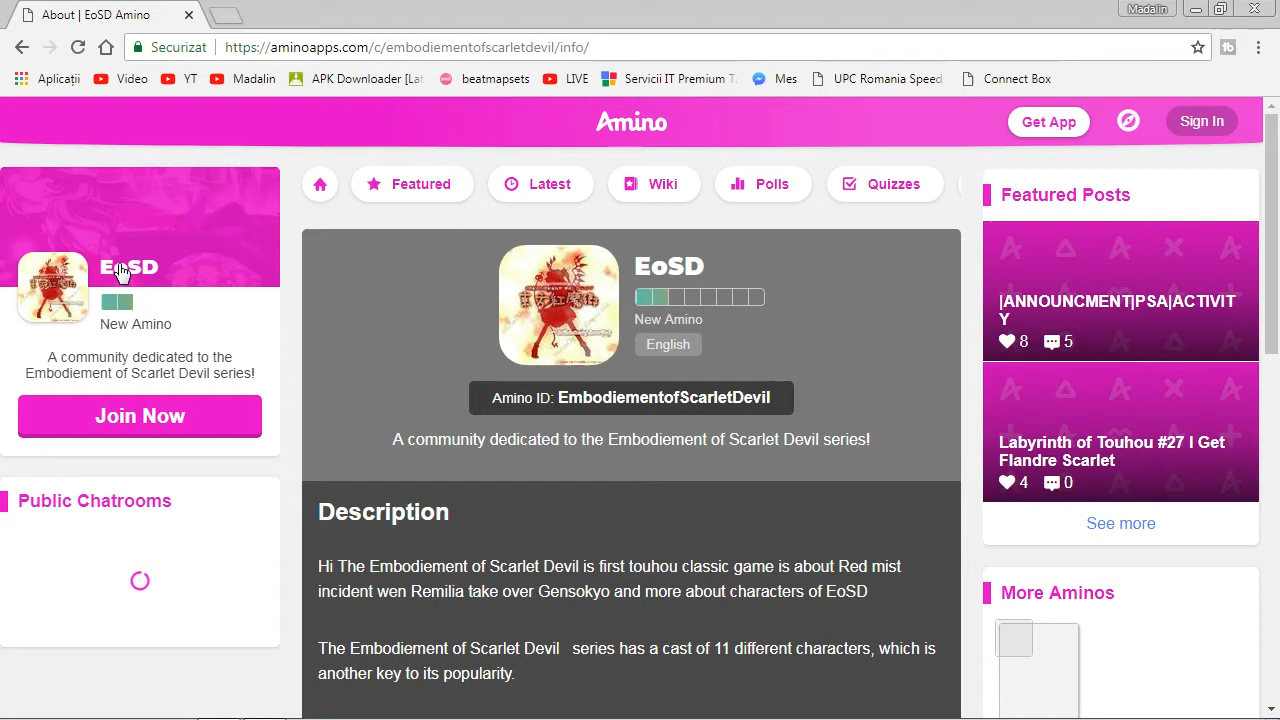 About | EoSD Amino
Madalin
Securizat
https://aminoapps.com/c/embodiementofscarletdevil/info/
Aplicații
Video
YT
Madalin
APK Downloader [Lat
beatmapsets
LIVE
Servicii IT Premium T
Mes
UPC Romania Speed
Connect Box
Amino
Get App
Sign In
EoSD
New Amino
A community dedicated to the
Embodiement of Scarlet Devil series!
Join Now
Public Chatrooms
Featured
Latest
Wiki
Polls
Quizzes
EoSD
New Amino
English
Amino ID: EmbodiementofScarletDevil
A community dedicated to the Embodiement of Scarlet Devil series!
Description
Hi The Embodiement of Scarlet Devil is first touhou classic game is about Red mist
incident wen Remilia take over Gensokyo and more about characters of EoSD
The Embodiement of Scarlet Devil series has a cast of 11 different characters, which is
another key to its popularity.
Featured Posts
|ANNOUNCMENT|PSA|ACTIVIT
Y
8 5
Labyrinth of Touhou #27 I Get
Flandre Scarlet
4 0
See more
More Aminos